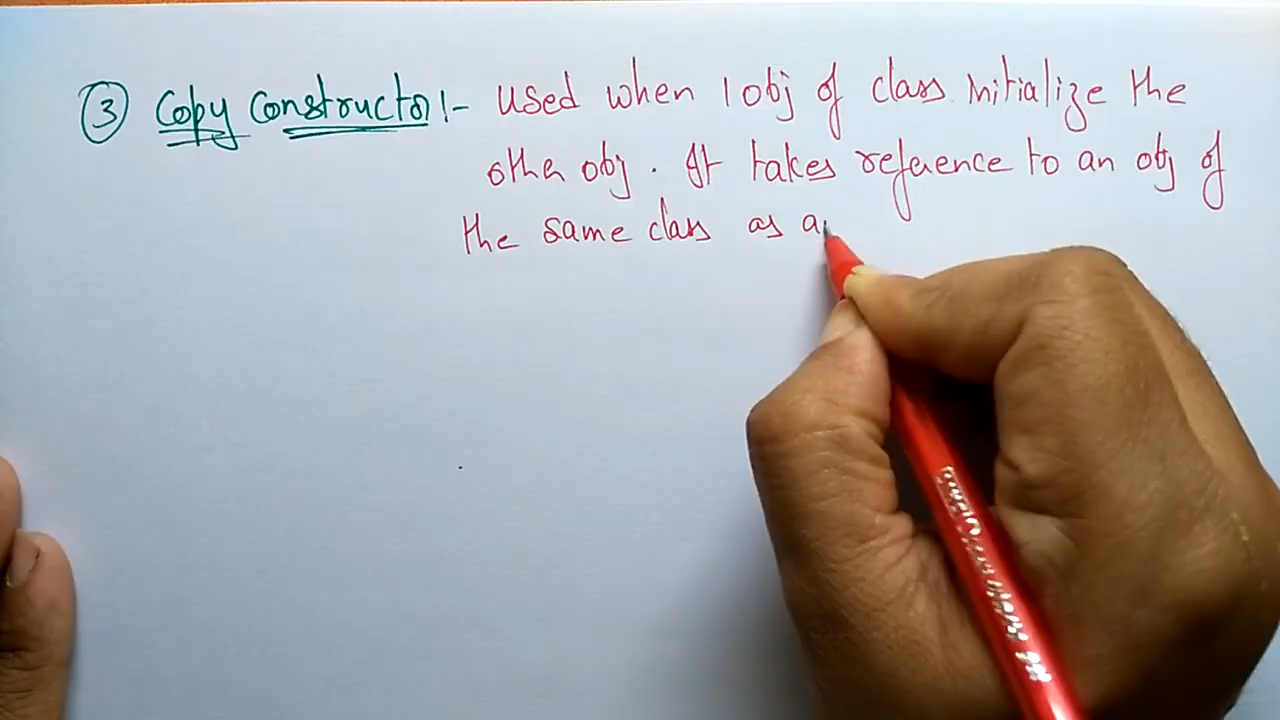 ③ Copy Constructor:- Used when 1 obj of class initialize the
other obj. It takes reference to an obj of
the same class as a